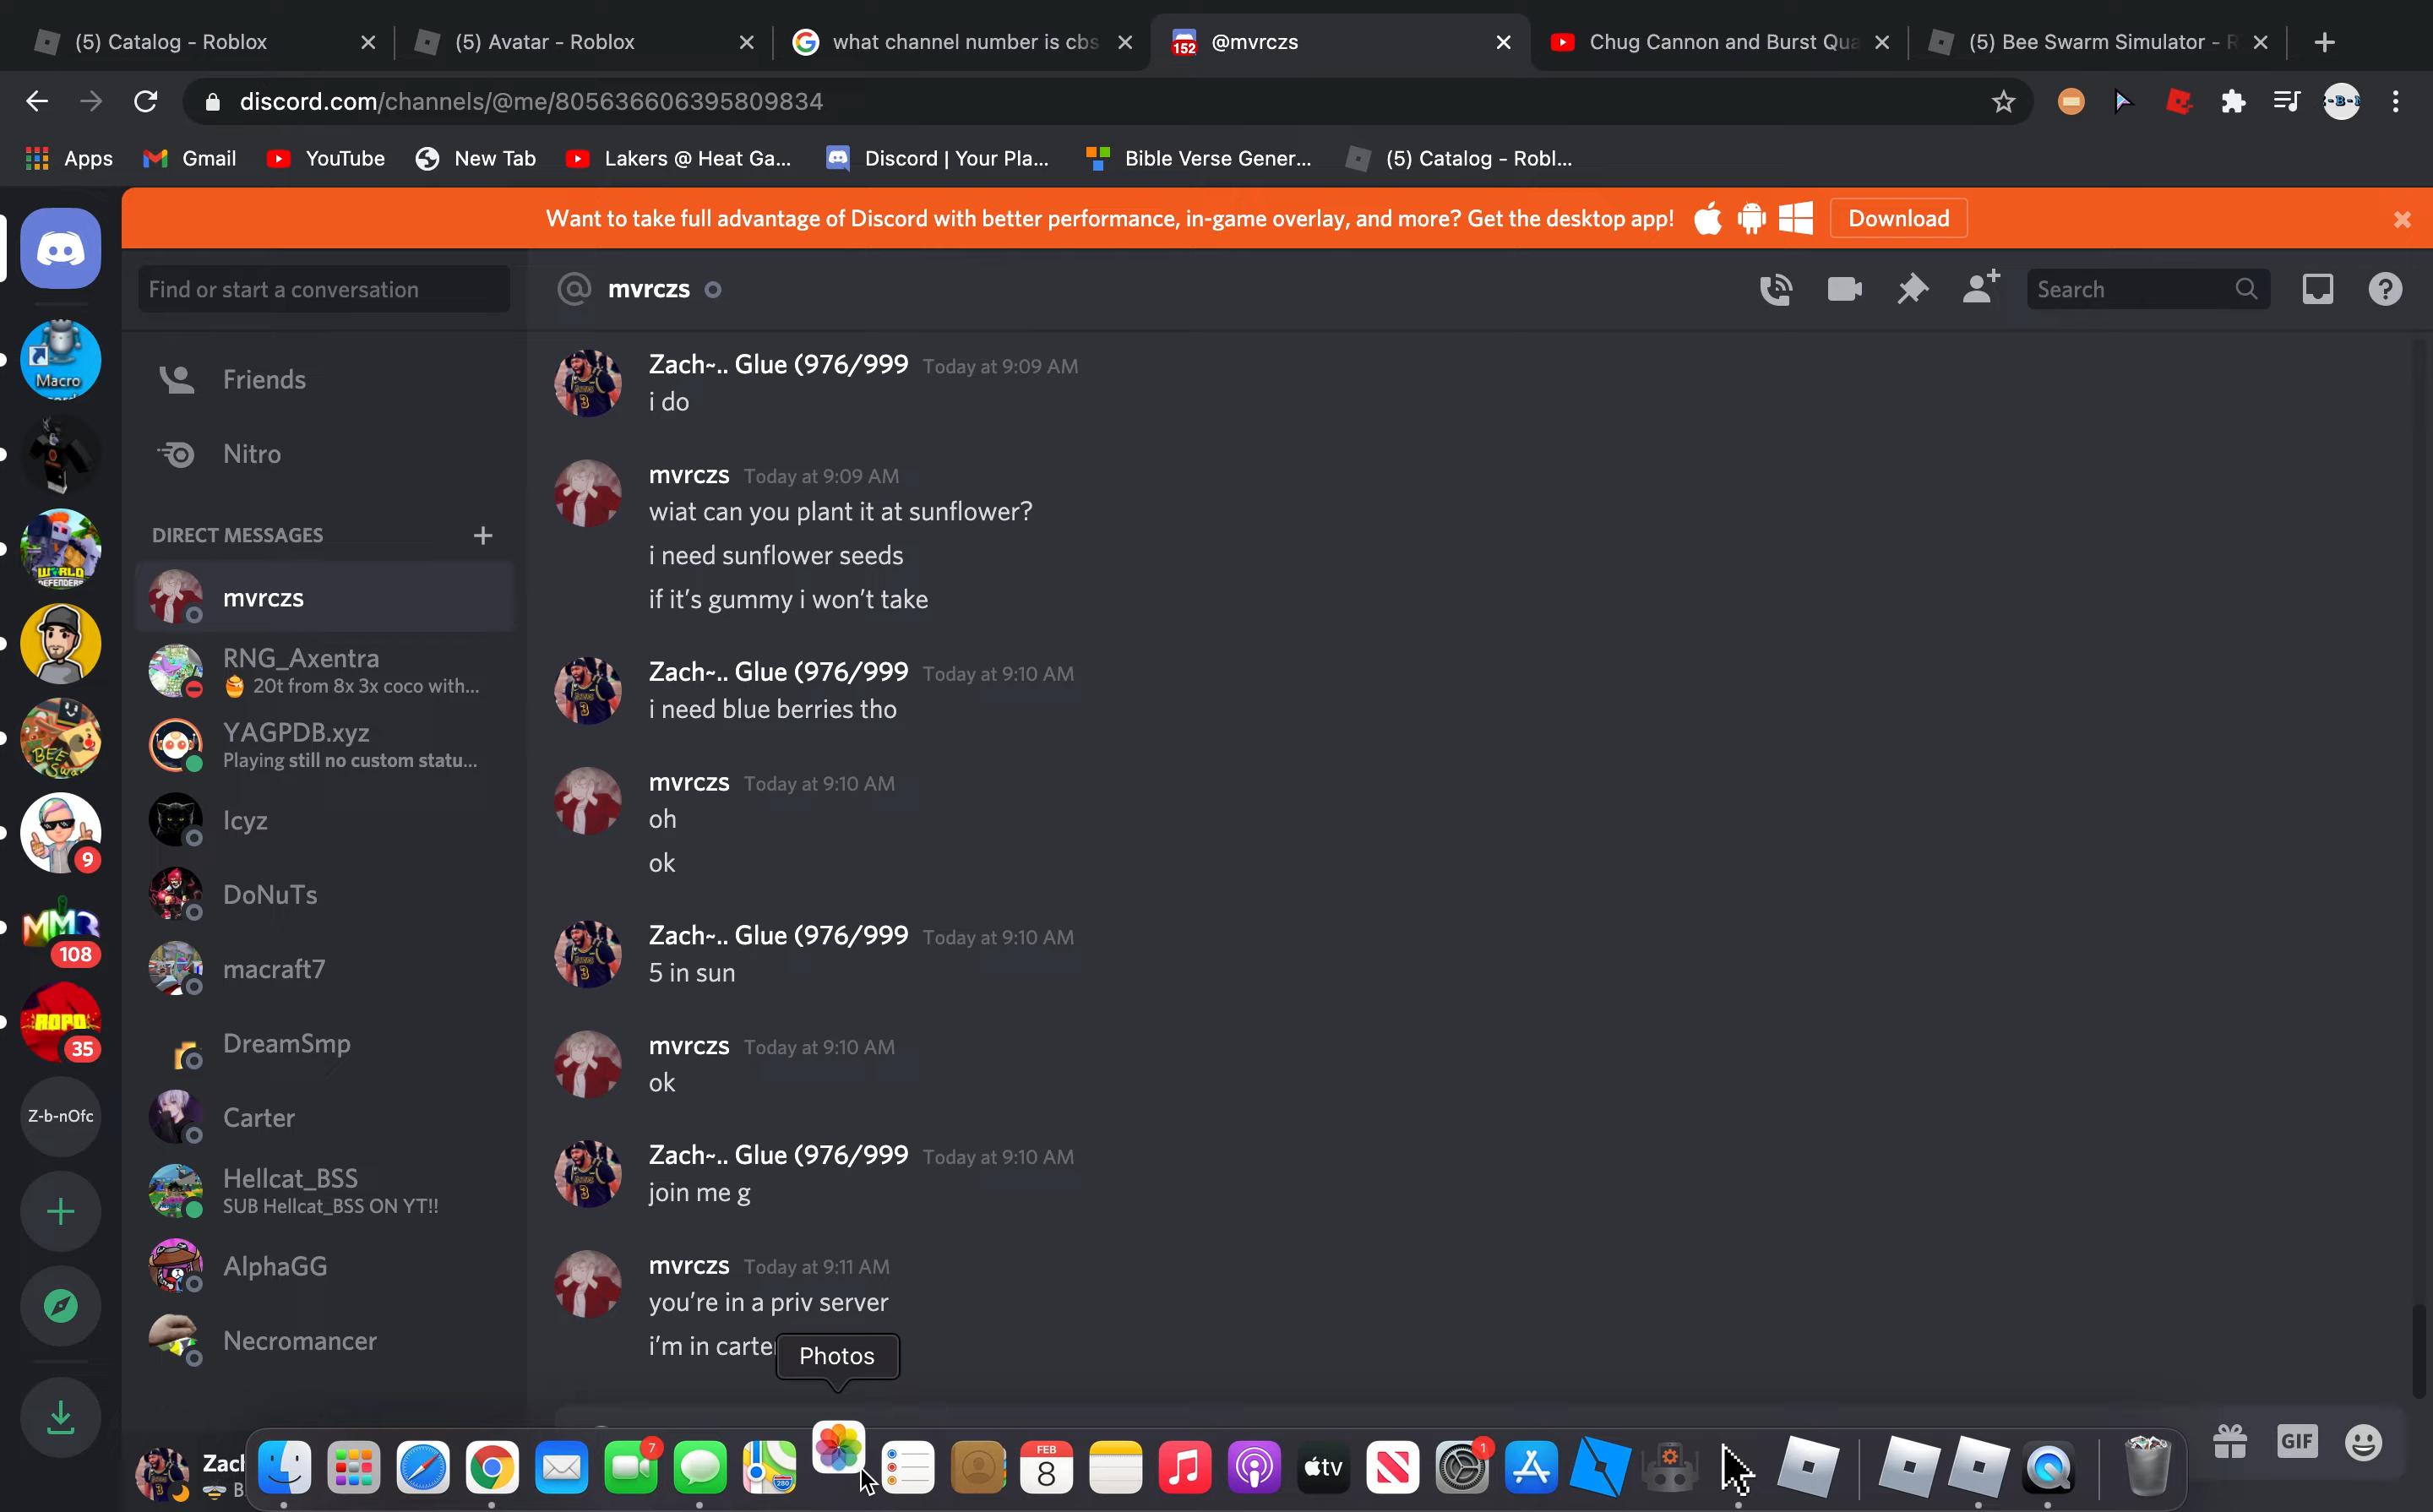 (5) Catalog - Roblox
(5) Avatar - Roblox
what channel number is cbs
152
@mvrczs
Chug Cannon and Burst Qua
(5) Bee Swarm Simulator - R
discord.com/channels/@me/805636606395809834
-B-
Apps
Gmail
YouTube
New Tab
Lakers @ Heat Ga...
Discord | Your Pla...
Bible Verse Gener...
(5) Catalog - Robl...
Want to take full advantage of Discord with better performance, in-game overlay, and more? Get the desktop app!
Download
Find or start a conversation
@ mvrczs
Search
Friends
Nitro
DIRECT MESSAGES
mvrczs
RNG_Axentra
20t from 8x 3x coco with...
YAGPDB.xyz
Playing still no custom statu...
Icyz
DoNuTs
macraft7
DreamSmp
Carter
Hellcat_BSS
SUB Hellcat_BSS ON YT!!
AlphaGG
Necromancer
Macro
WORLD
DEFENDERS
BEE
9
MMR
108
ROPO
35
Z-b-nOfc
Zach~.. Glue (976/999 Today at 9:09 AM
i do
mvrczs Today at 9:09 AM
wiat can you plant it at sunflower?
i need sunflower seeds
if it's gummy i won't take
Zach~.. Glue (976/999 Today at 9:10 AM
i need blue berries tho
mvrczs Today at 9:10 AM
oh
ok
Zach~.. Glue (976/999 Today at 9:10 AM
5 in sun
mvrczs Today at 9:10 AM
ok
Zach~.. Glue (976/999 Today at 9:10 AM
join me g
mvrczs Today at 9:11 AM
you're in a priv server
i'm in carter
Photos
Zach
B
7
280
FEB
8
tv
1
GIF